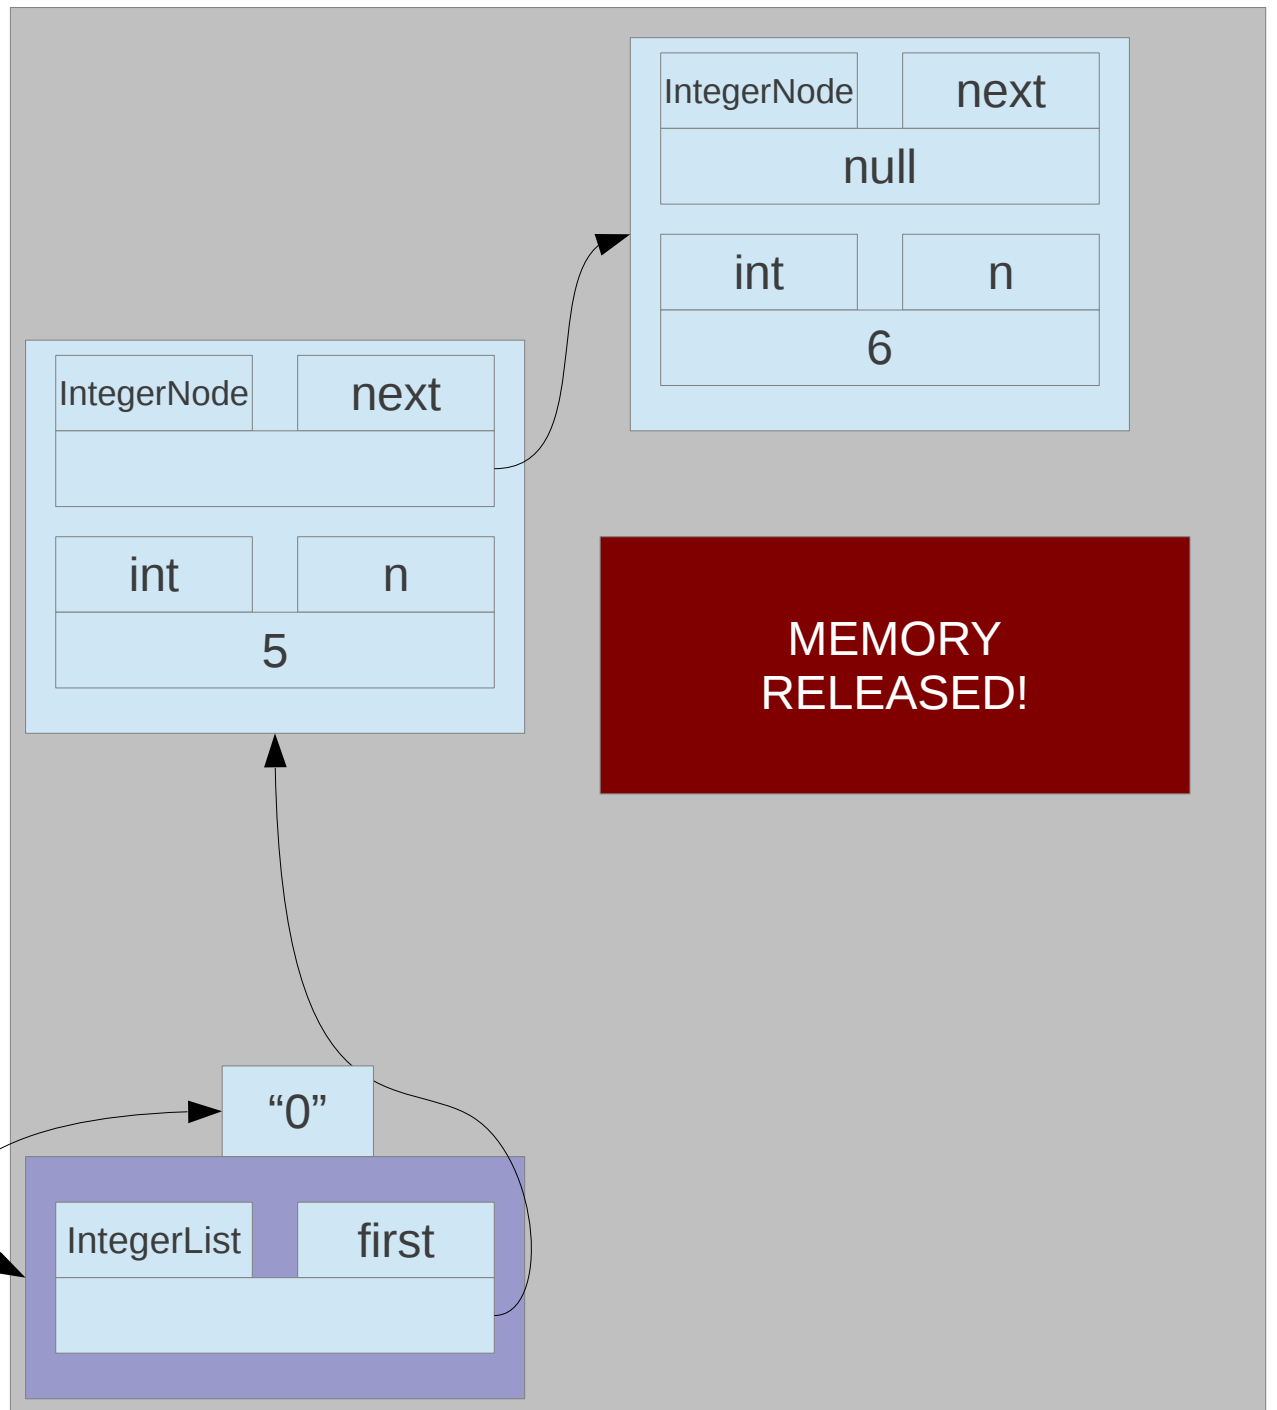 IntegerNode next
null
int n
6
IntegerNode next
int n
5
MEMORY
RELEASED!
“0”
IntegerList first